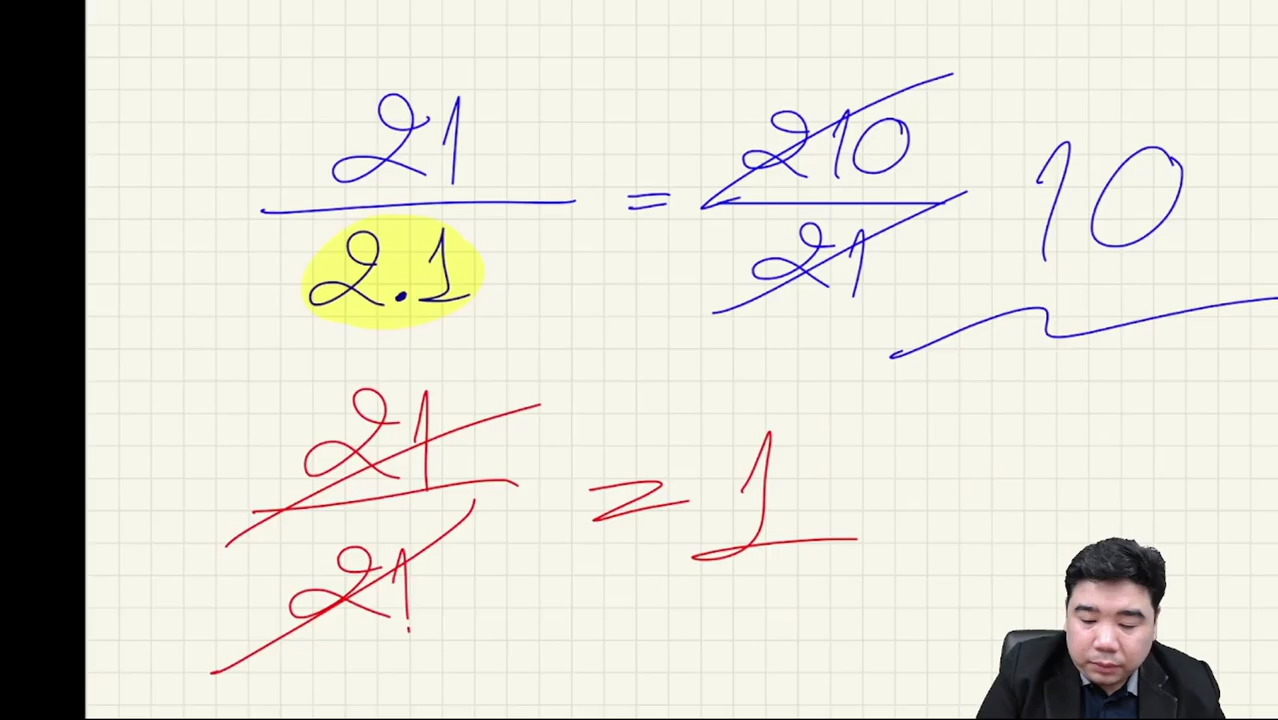 21/2.1 = 210/21 10
21/21 = 1